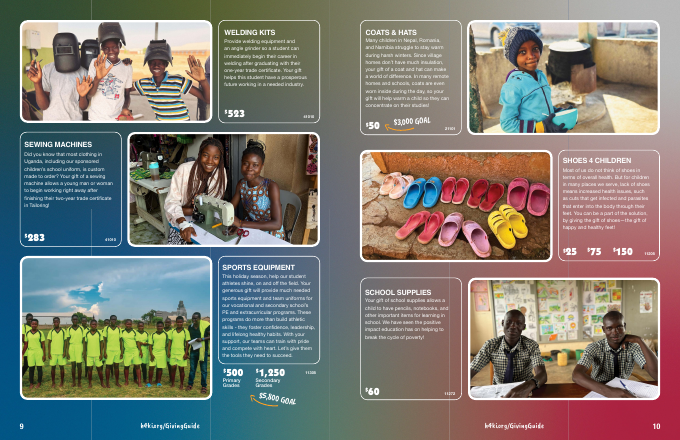 WELDING KITS
Provide welding equipment and
an angle grinder so a student can
immediately begin their career in
welding after graduating with their
one-year trade certificate. Your gift
helps this student have a prosperous
future working in a needed industry.
$523
SEWING MACHINES
Did you know that most clothing in
Uganda, including our sponsored
children's school uniform, is custom
made to order? Your gift of a sewing
machine allows a young man or woman
to begin working right away after
finishing their two-year trade certificate
in Tailoring!
$283
SPORTS EQUIPMENT
This holiday season, help our student
athletes shine, on and off the field. Your
generous gift will provide much needed
sports equipment and team uniforms for
our vocational and secondary school's
PE and extracurricular programs. These
programs do more than build athletic
skills - they foster confidence, leadership,
and lifelong healthy habits. With your
support, our teams can train with pride
and compete with heart. Let's give them
the tools they need to succeed.
$500
Primary
Grades
$1,250
Secondary
Grades
$5,800 GOAL
9
h4ki.org/GivingGuide
COATS & HATS
Many children in Nepal, Romania,
and Namibia struggle to stay warm
during harsh winters. Since village
homes don't have much insulation,
your gift of a coat and hat can make
a world of difference. In many remote
homes and schools, coats are even
worn inside during the day, so your
gift will help warm a child so they can
concentrate on their studies!
$50
$3,000 GOAL
SHOES 4 CHILDREN
Most of us do not think of shoes in
terms of overall health. But for children
in many places we serve, lack of shoes
means increased health issues, such
as cuts that get infected and parasites
that enter into the body through their
feet. You can be a part of the solution,
by giving the gift of shoes—the gift of
happy and healthy feet!
$25
$75
$150
SCHOOL SUPPLIES
Your gift of school supplies allows a
child to have pencils, notebooks, and
other important items for learning in
school. We have seen the positive
impact education has on helping to
break the cycle of poverty!
$60
h4ki.org/GivingGuide
10